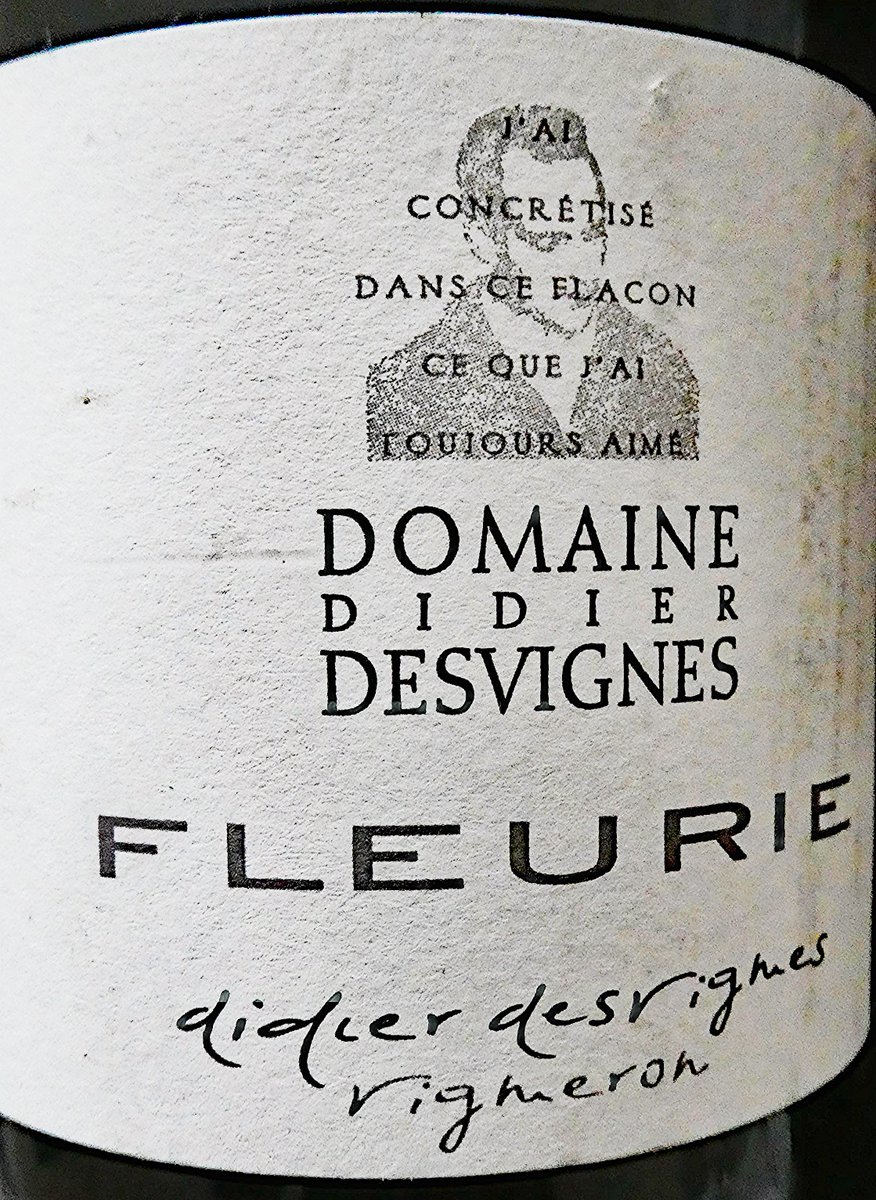 J'AI
CONCRÉTISÉ
DANS CE FLACON
CE QUE J'AI
TOUJOURS AIMÉ
DOMAINE
DIDIER
DESVIGNES
FLEURIE
didier desvignes
vigneron